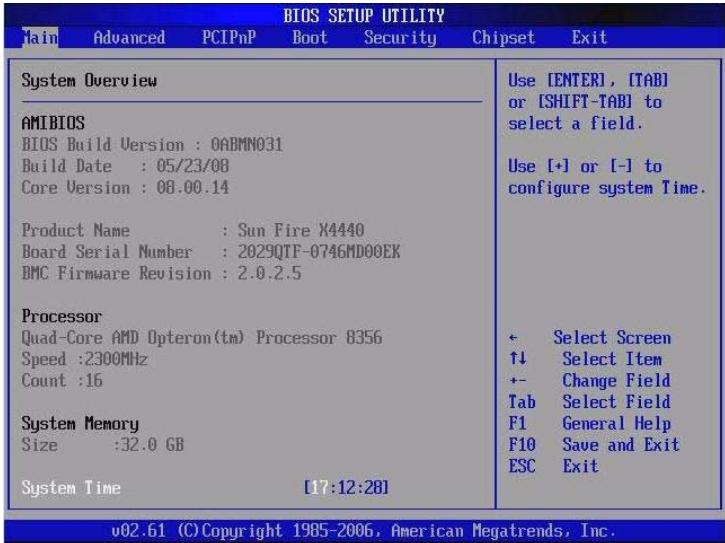 BIOS SETUP UTILITY
Main Advanced PCIPnP Boot Security Chipset Exit
System Overview
AMIBIOS
BIOS Build Version : 0ABMN031
Build Date : 05/23/08
Core Version : 08.00.14
Product Name : Sun Fire X4440
Board Serial Number : 2029QTF-0746MD00EK
BMC Firmware Revision : 2.0.2.5
Processor
Quad-Core AMD Opteron(tm) Processor 8356
Speed :2300MHz
Count :16
System Memory
Size :32.0 GB
System Time [17:12:28]
Use [ENTER], [TAB]
or [SHIFT-TAB] to
select a field.
Use [+] or [-] to
configure system Time.
← Select Screen
↑↓ Select Item
+- Change Field
Tab Select Field
F1 General Help
F10 Save and Exit
ESC Exit
v02.61 (C)Copyright 1985-2006, American Megatrends, Inc.